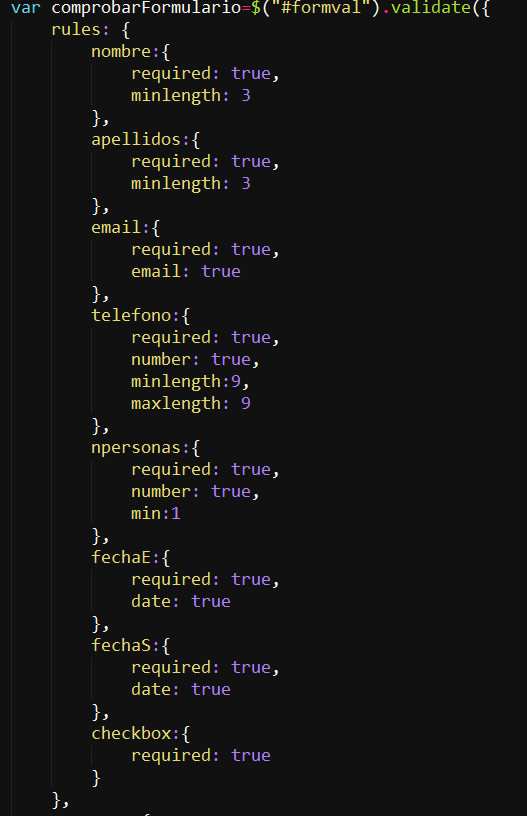 var comprobarFormulario=$("#formval").validate({
rules: {
nombre:{
required: true,
minlength: 3
},
apellidos:{
required: true,
minlength: 3
},
email:{
required: true,
email: true
},
telefono:{
required: true,
number: true,
minlength:9,
maxlength: 9
},
npersonas:{
required: true,
number: true,
min:1
},
fechaE:{
required: true,
date: true
},
fechaS:{
required: true,
date: true
},
checkbox:{
required: true
}
},